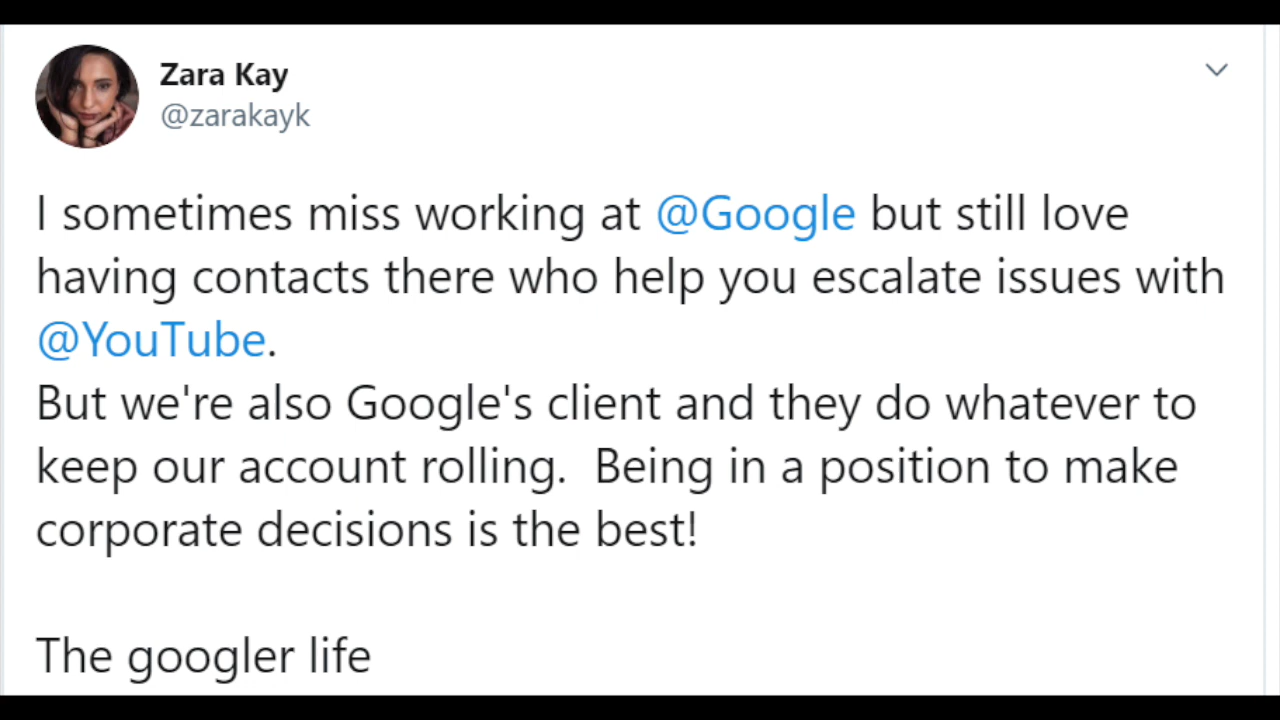 Zara Kay
@zarakayk
I sometimes miss working at @Google but still love
having contacts there who help you escalate issues with
@YouTube.
But we're also Google's client and they do whatever to
keep our account rolling.  Being in a position to make
corporate decisions is the best!
The googler life